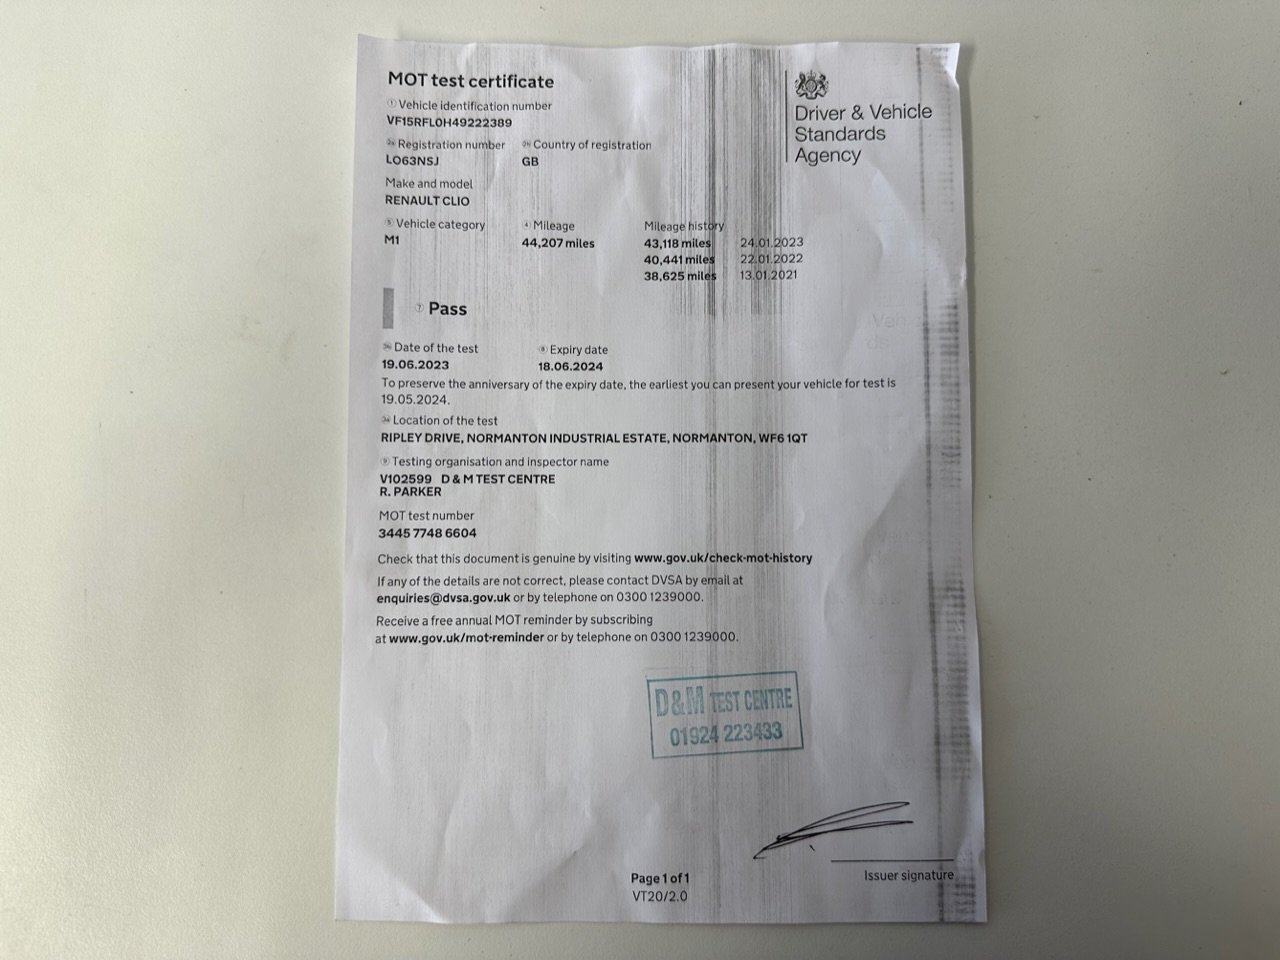 MOT test certificate
Driver & Vehicle
Standards
Agency
1 Vehicle identification number
VF15RFL0H49222389
Registration number Country of registration
LO63NSJ GB
Make and model
RENAULT CLIO
5 Vehicle category 4 Mileage Mileage history
M1 44,207 miles 43,118 miles 24.01.2023
40,441 miles 22.01.2022
38,625 miles 13.01.2021
7 Pass
Date of the test 8 Expiry date
19.06.2023 18.06.2024
To preserve the anniversary of the expiry date, the earliest you can present your vehicle for test is
19.05.2024.
Location of the test
RIPLEY DRIVE, NORMANTON INDUSTRIAL ESTATE, NORMANTON, WF6 1QT
9 Testing organisation and inspector name
V102599 D & M TEST CENTRE
R. PARKER
MOT test number
3445 7748 6604
Check that this document is genuine by visiting www.gov.uk/check-mot-history
If any of the details are not correct, please contact DVSA by email at
enquiries@dvsa.gov.uk or by telephone on 0300 1239000.
Receive a free annual MOT reminder by subscribing
at www.gov.uk/mot-reminder or by telephone on 0300 1239000.
D&M TEST CENTRE
01924 223433
Issuer signature
Page 1 of 1
VT20/2.0